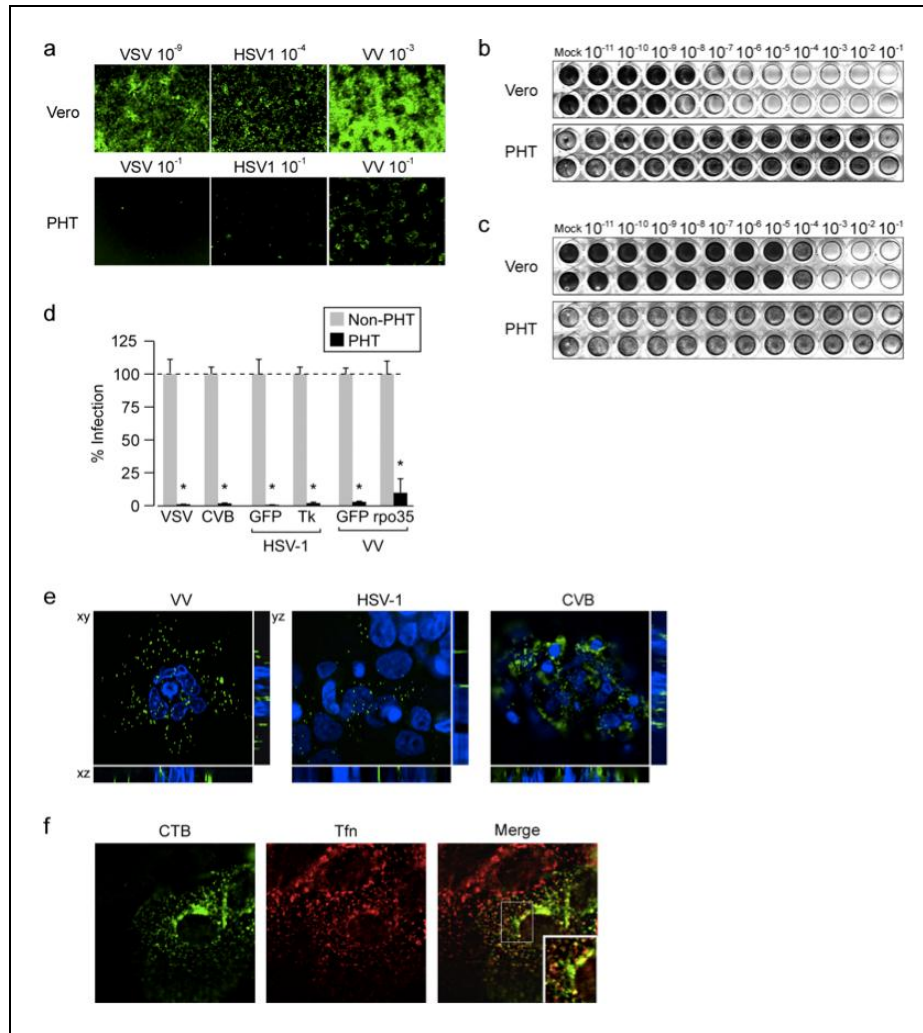 a
VSV 10-9 HSV1 10-4 VV 10-3
Vero
VSV 10-1 HSV1 10-1 VV 10-1
PHT
b
Mock 10-11 10-10 10-9 10-8 10-7 10-6 10-5 10-4 10-3 10-2 10-1
Vero
PHT
c
Mock 10-11 10-10 10-9 10-8 10-7 10-6 10-5 10-4 10-3 10-2 10-1
Vero
PHT
d
Non-PHT
PHT
% Infection
125
100
75
50
25
0
* * * * * *
VSV CVB GFP Tk GFP rpo35
HSV-1 VV
e
VV HSV-1 CVB
xy yz
xz
f
CTB Tfn Merge